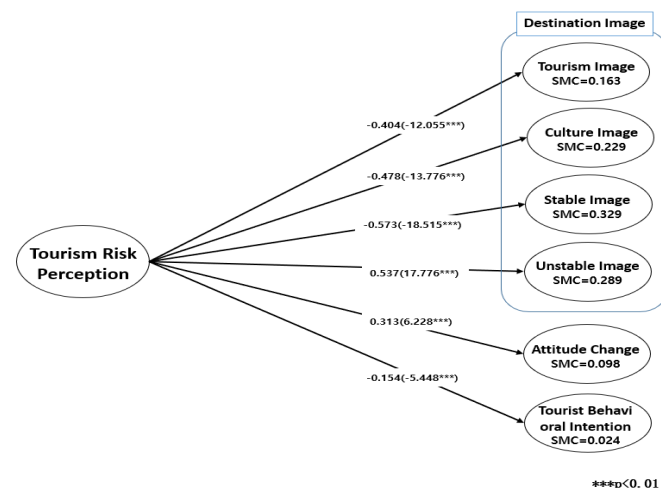 Destination Image
Tourism Image
SMC=0.163
-0.404(-12.055***)
Culture Image
SMC=0.229
-0.478(-13.776***)
Stable Image
SMC=0.329
-0.573(-18.515***)
Tourism Risk
Perception
Unstable Image
SMC=0.289
0.537(17.776***)
0.313(6.228***)
Attitude Change
SMC=0.098
-0.154(-5.448***)
Tourist Behavi
oral Intention
SMC=0.024
***p<0. 01